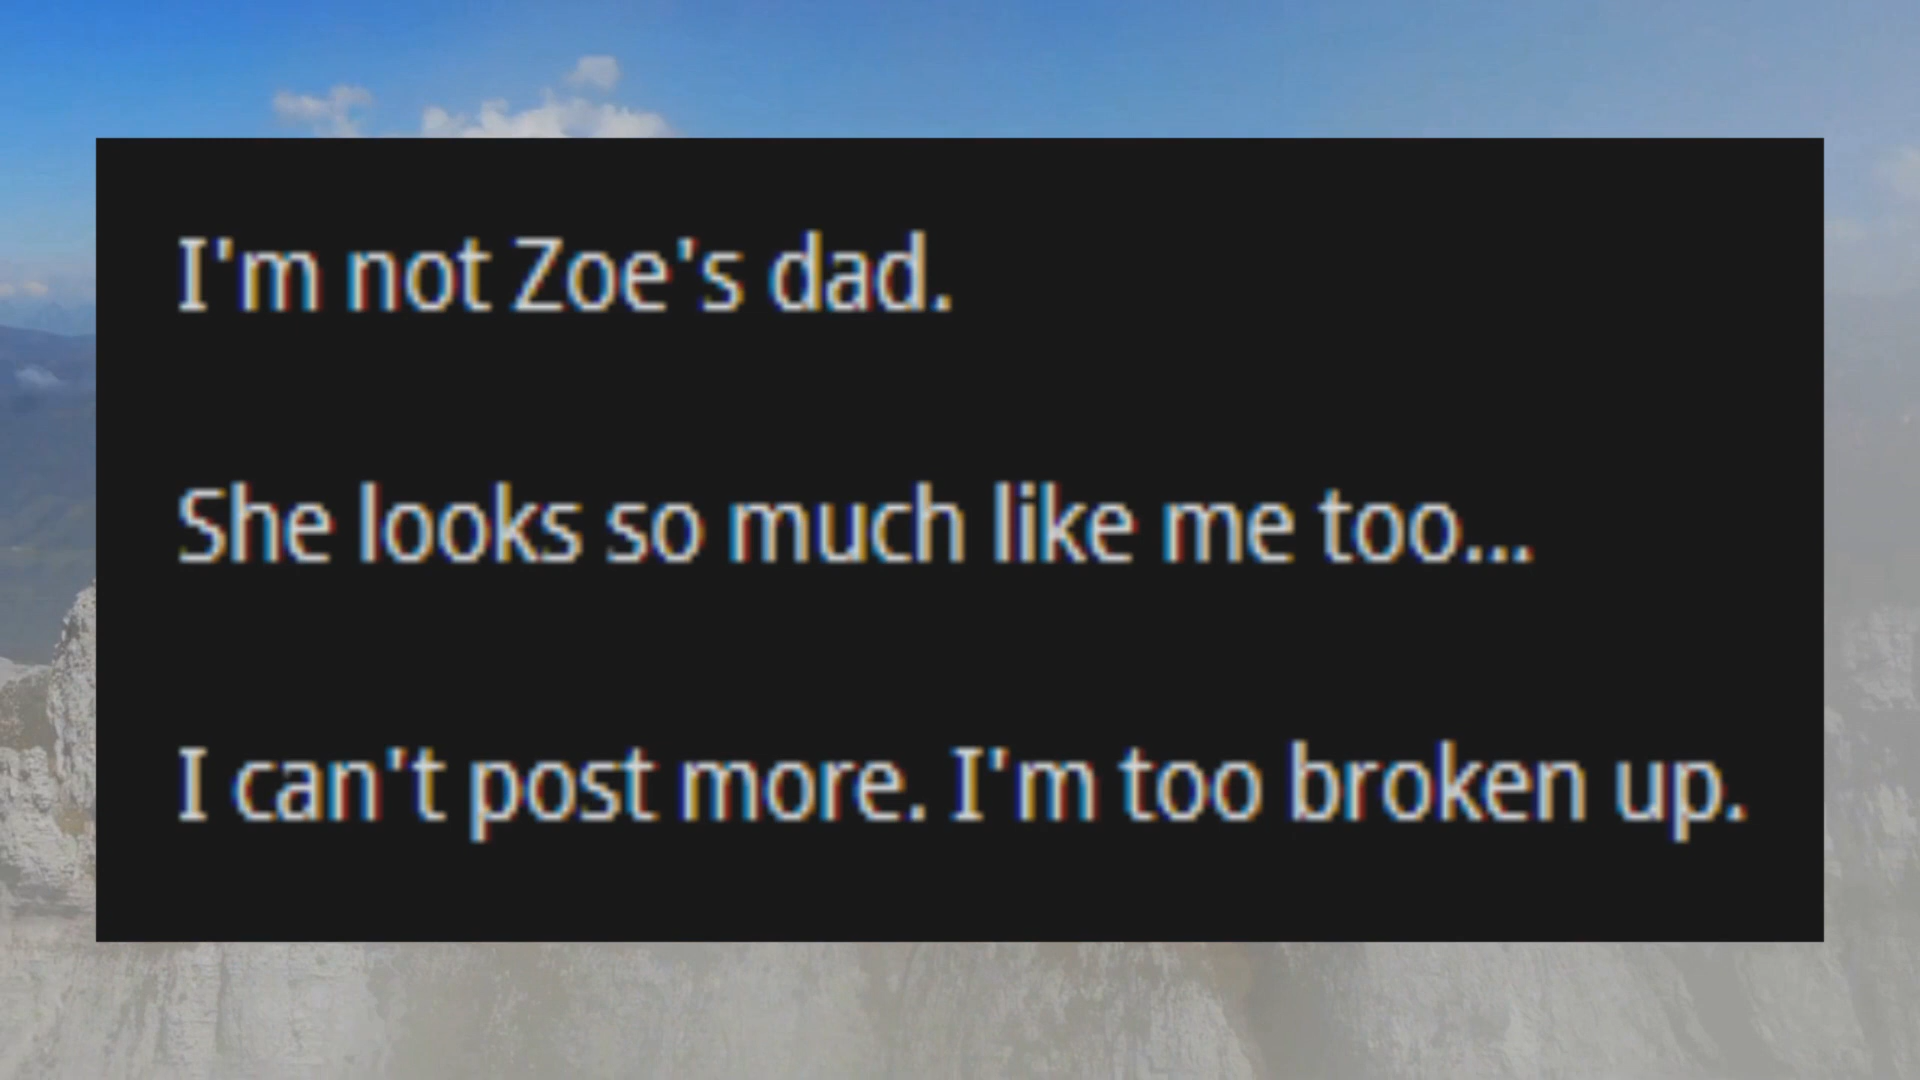 I'm not Zoe's dad.
She looks so much like me too...
I can't post more. I'm too broken up.